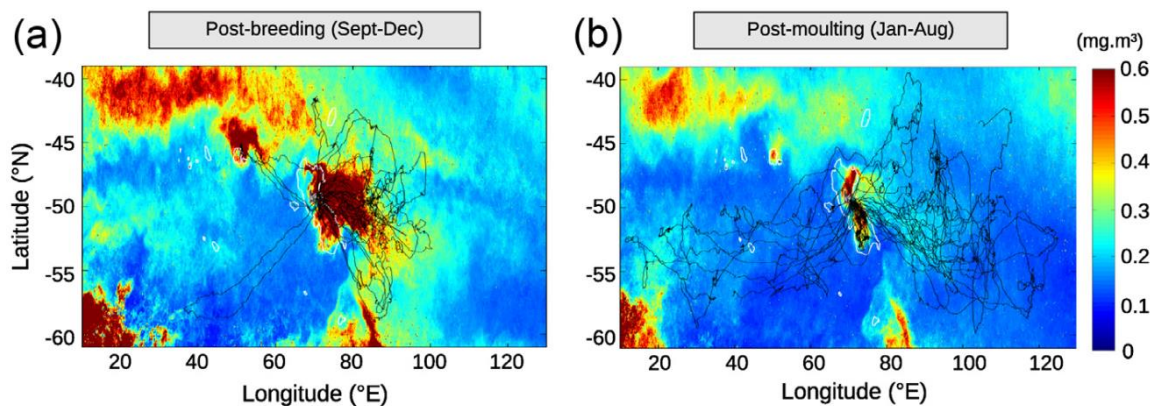 (a) Post-breeding (Sept-Dec)
(b) Post-moulting (Jan-Aug)
(mg.m³)
Latitude (°N)
-40
-45
-50
-55
-60
20 40 60 80 100 120
Longitude (°E)
-40
-45
-50
-55
-60
20 40 60 80 100 120
Longitude (°E)
0.6
0.5
0.4
0.3
0.2
0.1
0